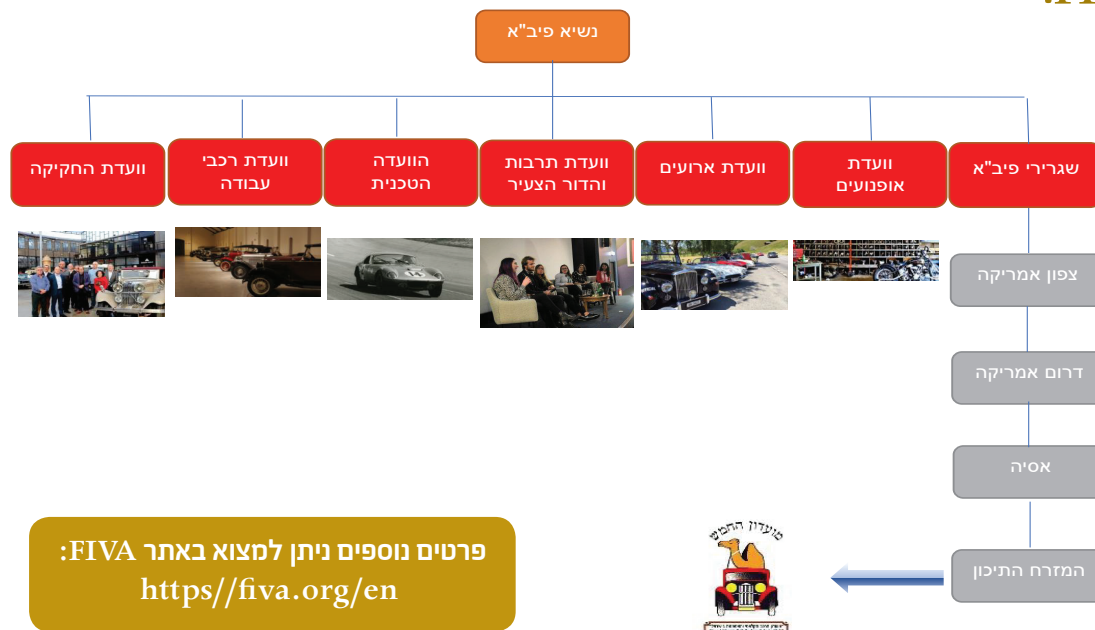 נשיא פיב"א
שגרירי פיב"א
וועדת
אופנועים
וועדת ארועים
וועדת תרבות
והדור הצעיר
הוועדה
הטכנית
וועדת רכבי
עבודה
וועדת החקיקה
צפון אמריקה
דרום אמריקה
אסיה
המזרח התיכון
מועדון החמש
פרטים נוספים ניתן למצוא באתר FIVA:
https//fiva.org/en